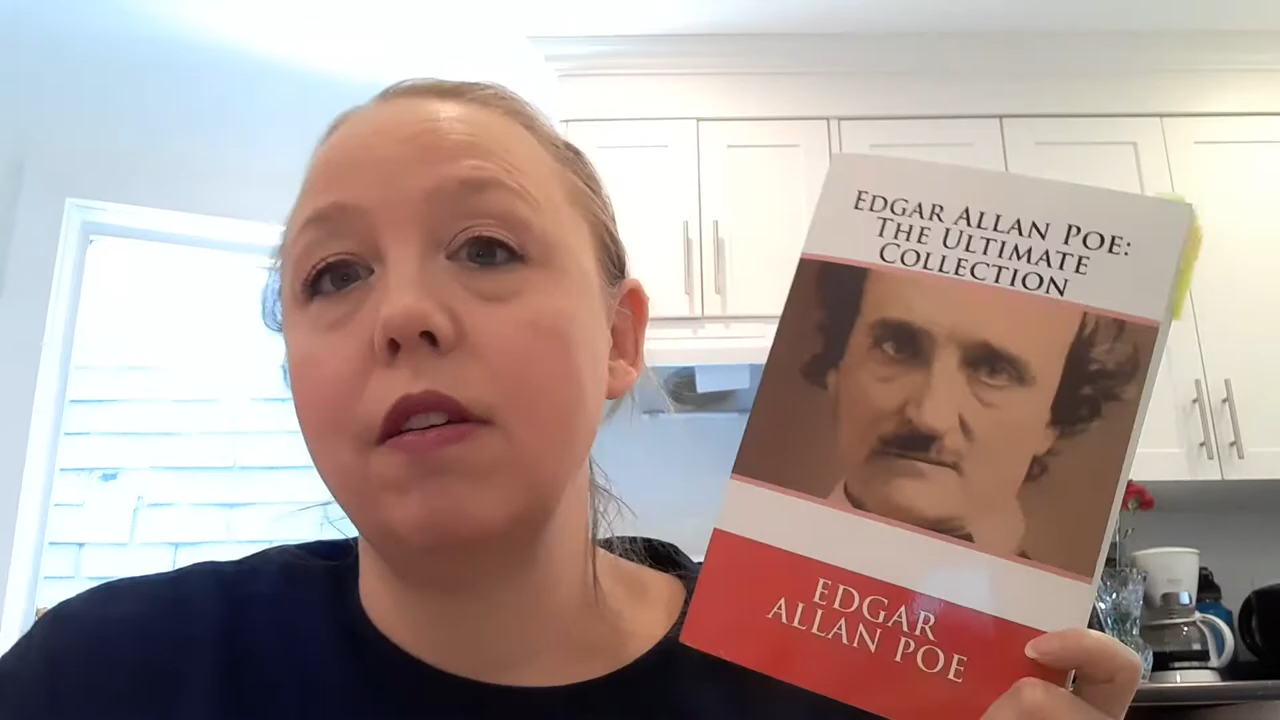 EDGAR ALLAN POE:
THE ULTIMATE
COLLECTION
EDGAR
ALLAN POE